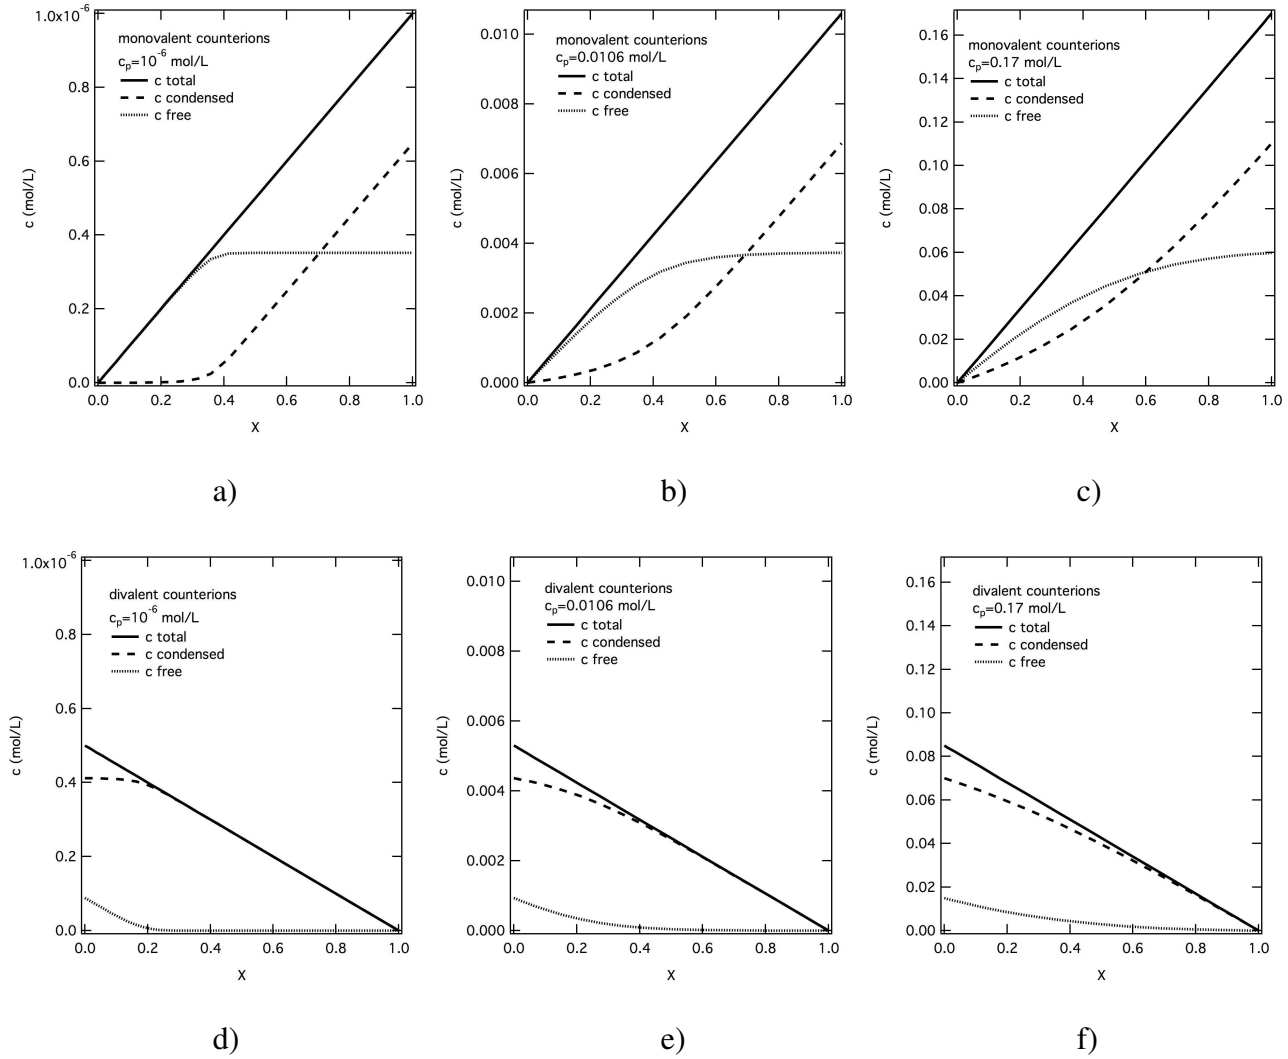 1.0x10⁻⁶
0.8
0.6
0.4
0.2
0.0
c (mol/L)
monovalent counterions
cₚ=10⁻⁶ mol/L
c total
c condensed
c free
0.0 0.2 0.4 0.6 0.8 1.0
X
a)
0.010
0.008
0.006
0.004
0.002
0.000
c (mol/L)
monovalent counterions
cₚ=0.0106 mol/L
c total
c condensed
c free
0.0 0.2 0.4 0.6 0.8 1.0
X
b)
0.16
0.14
0.12
0.10
0.08
0.06
0.04
0.02
0.00
c (mol/L)
monovalent counterions
cₚ=0.17 mol/L
c total
c condensed
c free
0.0 0.2 0.4 0.6 0.8 1.0
X
c)
1.0x10⁻⁶
0.8
0.6
0.4
0.2
0.0
c (mol/L)
divalent counterions
cₚ=10⁻⁶ mol/L
c total
c condensed
c free
0.0 0.2 0.4 0.6 0.8 1.0
X
d)
0.010
0.008
0.006
0.004
0.002
0.000
c (mol/L)
divalent counterions
cₚ=0.0106 mol/L
c total
c condensed
c free
0.0 0.2 0.4 0.6 0.8 1.0
X
e)
0.16
0.14
0.12
0.10
0.08
0.06
0.04
0.02
0.00
c (mol/L)
divalent counterions
cₚ=0.17 mol/L
c total
c condensed
c free
0.0 0.2 0.4 0.6 0.8 1.0
X
f)